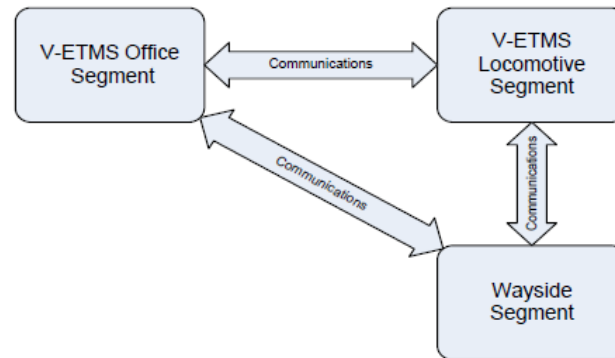 V-ETMS Office
Segment
Communications
V-ETMS
Locomotive
Segment
Communications
Communications
Wayside
Segment